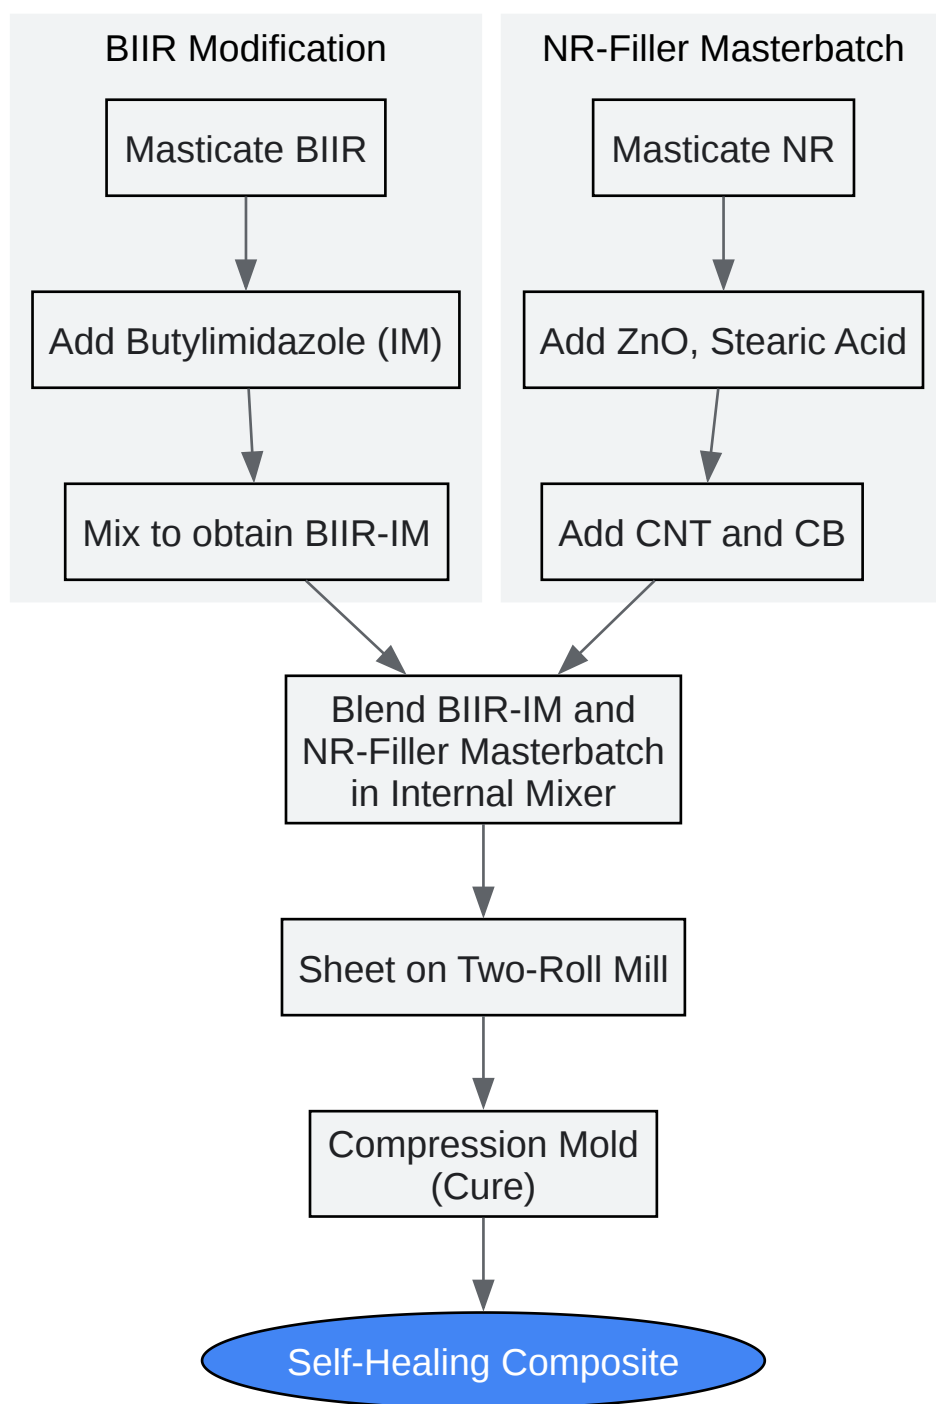 BIIR Modification
Masticate BIIR
Add Butylimidazole (IM)
Mix to obtain BIIR-IM
NR-Filler Masterbatch
Masticate NR
Add ZnO, Stearic Acid
Add CNT and CB
Blend BIIR-IM and
NR-Filler Masterbatch
in Internal Mixer
Sheet on Two-Roll Mill
Compression Mold
(Cure)
Self-Healing Composite